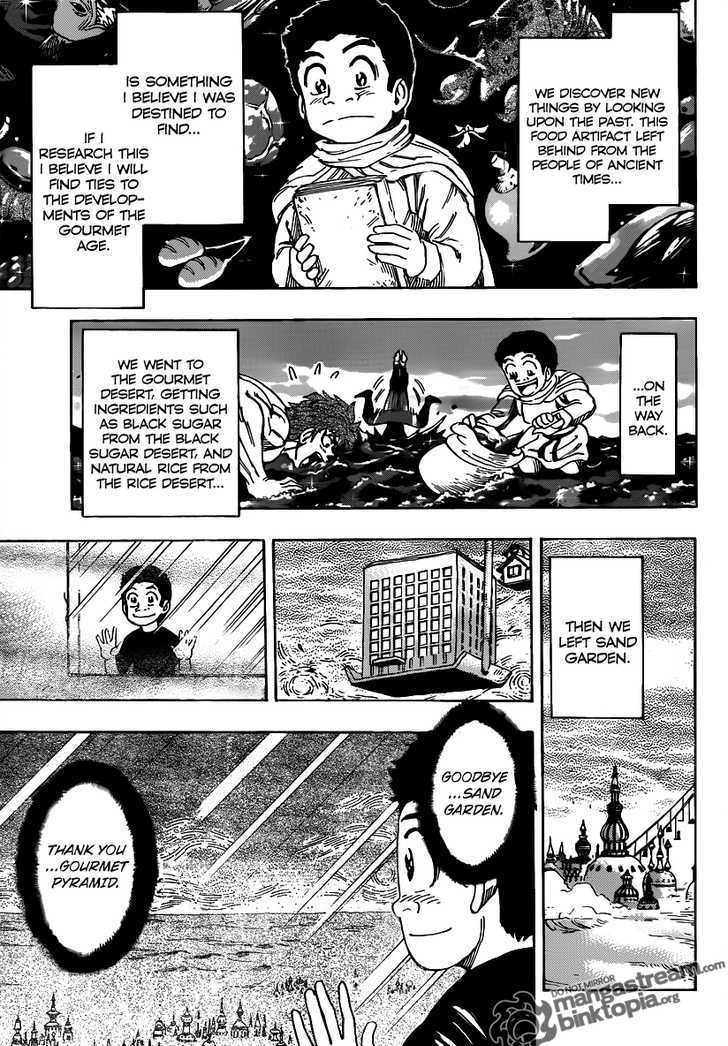 WE DISCOVER NEW
THINGS BY LOOKING
UPON THE PAST. THIS
FOOD ARTIFACT LEFT
BEHIND FROM THE
PEOPLE OF ANCIENT
TIMES...
IS SOMETHING
I BELIEVE I WAS
DESTINED TO
FIND...
IF I
RESEARCH THIS
I BELIEVE I WILL
FIND TIES TO
THE DEVELOP-
MENTS OF THE
GOURMET
AGE.
...ON
THE WAY
BACK.
WE WENT TO
THE GOURMET
DESERT, GETTING
INGREDIENTS SUCH
AS BLACK SUGAR
FROM THE BLACK
SUGAR DESERT, AND
NATURAL RICE FROM
THE RICE DESERT...
THEN WE
LEFT SAND
GARDEN.
GOODBYE
...SAND
GARDEN.
THANK YOU
...GOURMET
PYRAMID.
DO NOT MIRROR
mangastream.com
binktopia.org